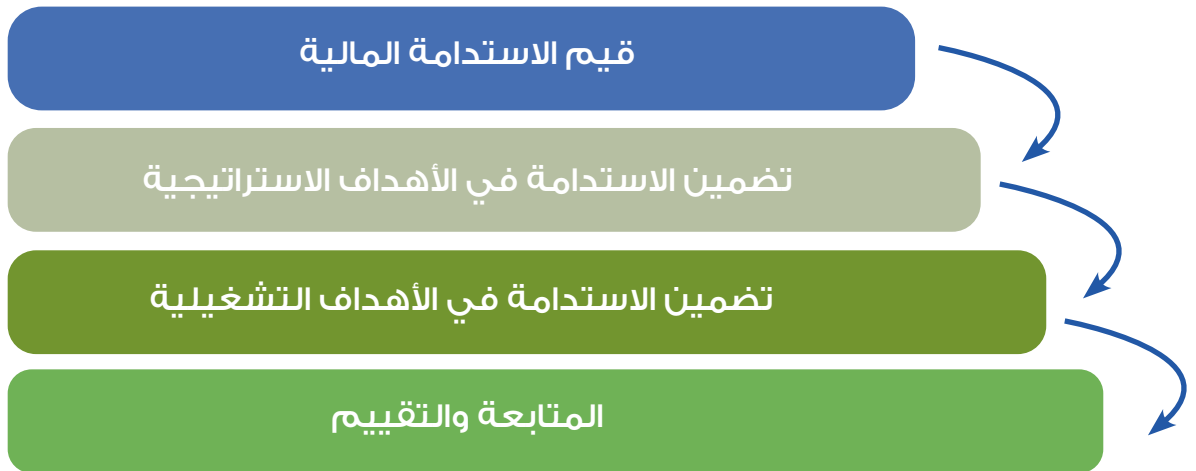 قيم الاستدامة المالية
تضمين الاستدامة في الأهداف الاستراتيجية
تضمين الاستدامة في الأهداف التشغيلية
المتابعة والتقييم